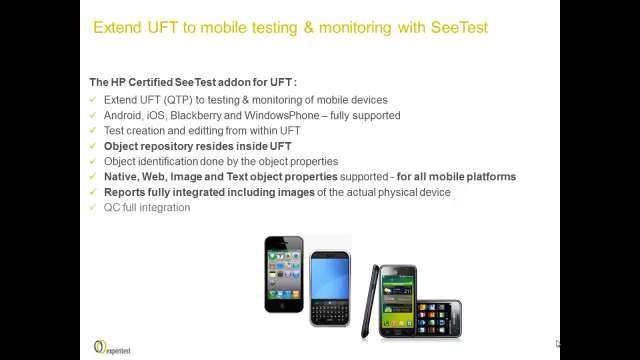 Extend UFT to mobile testing & monitoring with SeeTest
The HP Certified SeeTest addon for UFT :
Extend UFT (QTP) to testing & monitoring of mobile devices
Android, iOS, Blackberry and WindowsPhone – fully supported
Test creation and editting from within UFT
Object repository resides inside UFT
Object identification done by the object properties
Native, Web, Image and Text object properties supported - for all mobile platforms
Reports fully integrated including images of the actual physical device
QC full integration
experitest